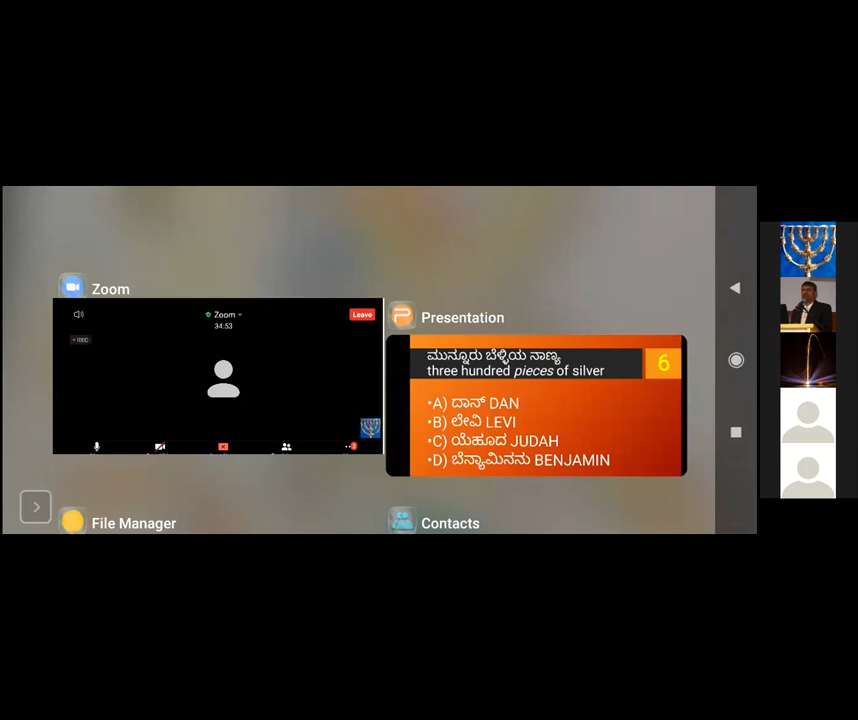 Zoom
Zoom
34:53
Leave
REC
Presentation
ಮುನ್ನೂರು ಬೆಳ್ಳಿಯ ನಾಣ್ಯ
three hundred pieces of silver
6
•A) ದಾನ್ DAN
•B) ಲೇವಿ LEVI
•C) ಯೆಹೂದ JUDAH
•D) ಬೆನ್ಯಾಮಿನನು BENJAMIN
File Manager
Contacts